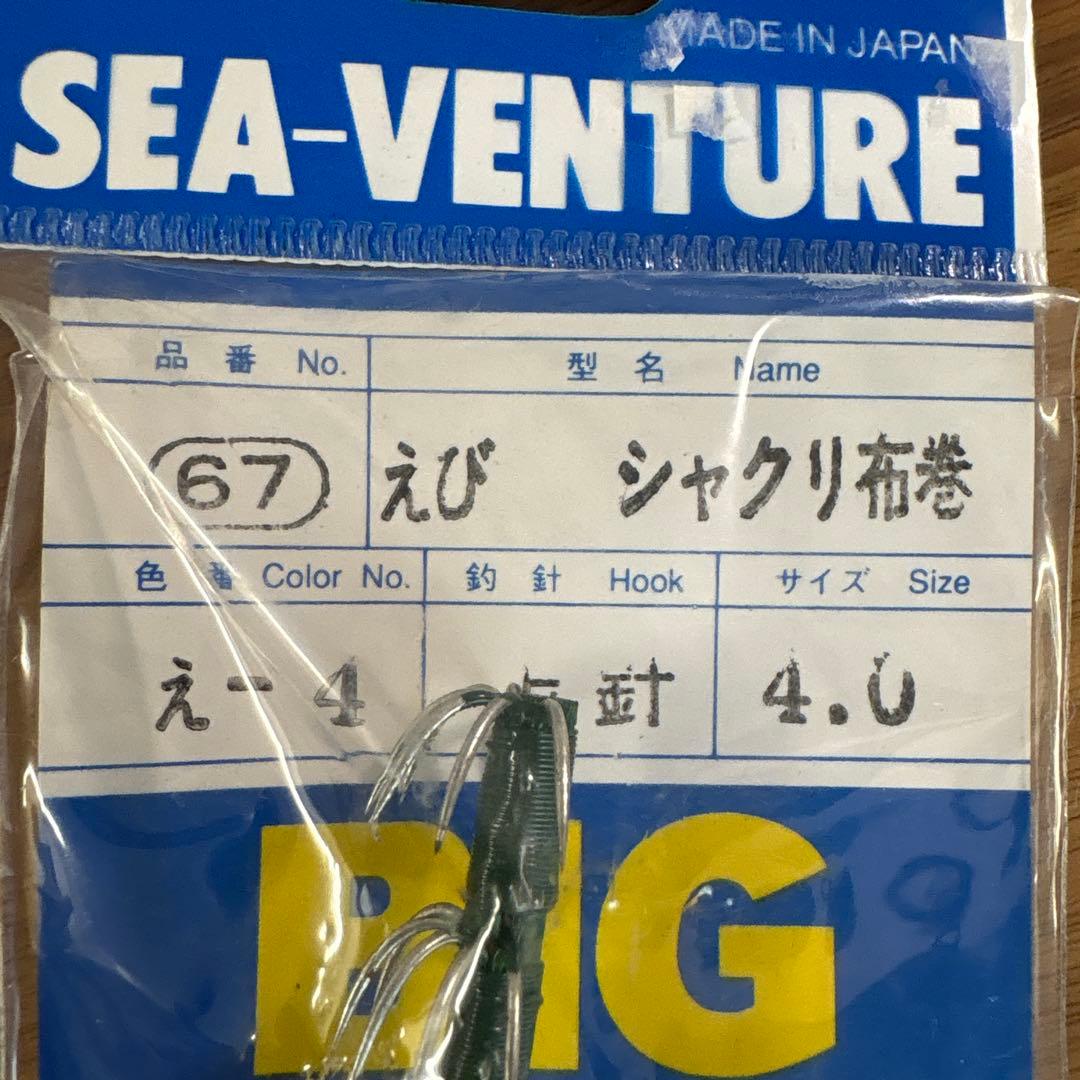 MADE IN JAPAN
SEA-VENTURE
品番 No. 型名 Name
67 えび シャクリ布巻
色番 Color No. 釣針 Hook サイズ Size
え-4 針 4.0
BIG